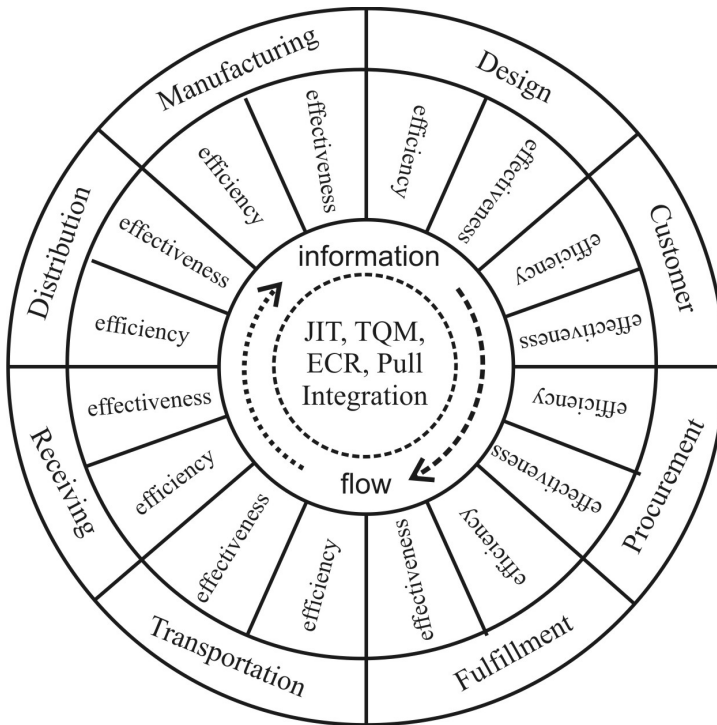 Manufacturing
Design
Customer
Procurement
Fulfillment
Transportation
Receiving
Distribution
efficiency
effectiveness
efficiency
effectiveness
efficiency
effectiveness
efficiency
effectiveness
efficiency
effectiveness
efficiency
effectiveness
effectiveness
efficiency
efficiency
effectiveness
information
JIT, TQM,
ECR, Pull
Integration
flow